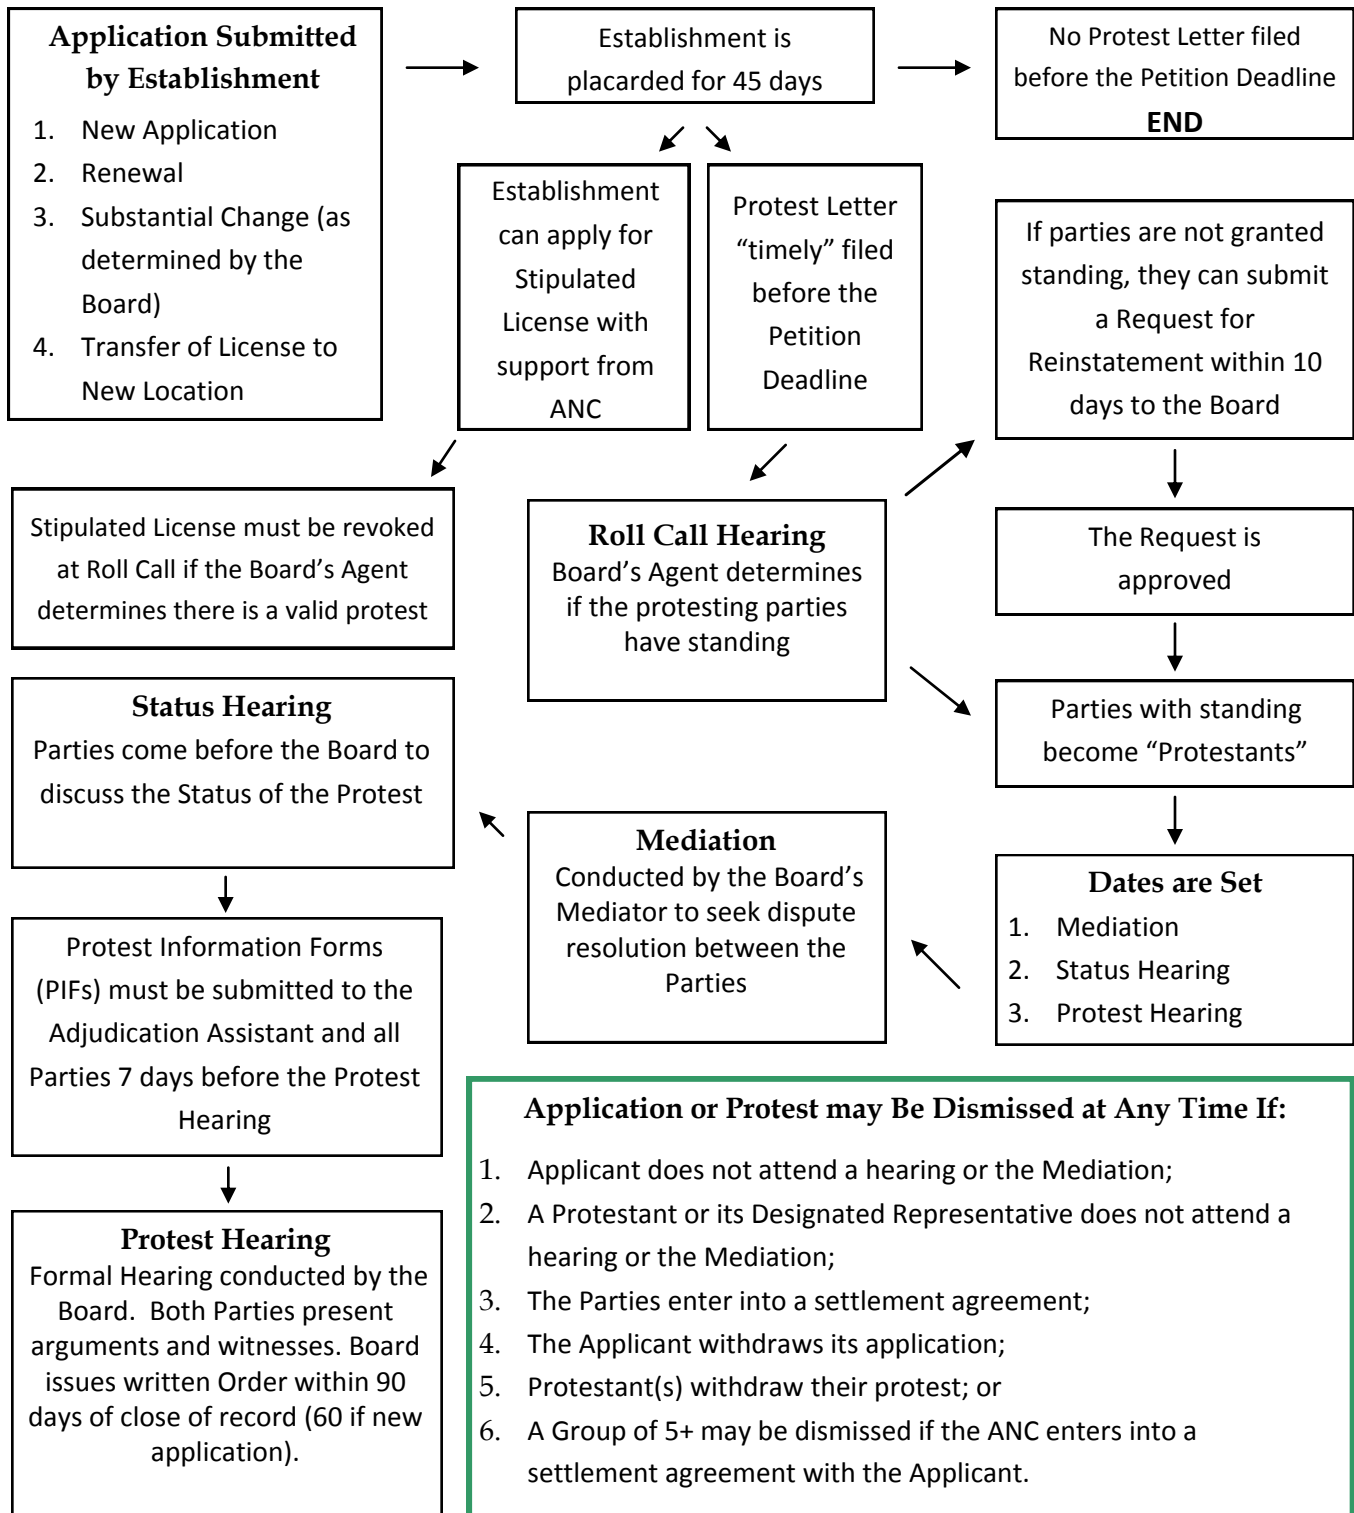 Application Submitted
by Establishment
1. New Application
2. Renewal
3. Substantial Change (as
determined by the
Board)
4. Transfer of License to
New Location
Establishment is
placarded for 45 days
No Protest Letter filed
before the Petition Deadline
END
Establishment
can apply for
Stipulated
License with
support from
ANC
Protest Letter
“timely” filed
before the
Petition
Deadline
If parties are not granted
standing, they can submit
a Request for
Reinstatement within 10
days to the Board
Stipulated License must be revoked
at Roll Call if the Board’s Agent
determines there is a valid protest
Roll Call Hearing
Board’s Agent determines
if the protesting parties
have standing
The Request is
approved
Parties with standing
become “Protestants”
Status Hearing
Parties come before the Board to
discuss the Status of the Protest
Mediation
Conducted by the Board’s
Mediator to seek dispute
resolution between the
Parties
Dates are Set
1. Mediation
2. Status Hearing
3. Protest Hearing
Protest Information Forms
(PIFs) must be submitted to the
Adjudication Assistant and all
Parties 7 days before the Protest
Hearing
Protest Hearing
Formal Hearing conducted by the
Board. Both Parties present
arguments and witnesses. Board
issues written Order within 90
days of close of record (60 if new
application).
Application or Protest may Be Dismissed at Any Time If:
1. Applicant does not attend a hearing or the Mediation;
2. A Protestant or its Designated Representative does not attend a
hearing or the Mediation;
3. The Parties enter into a settlement agreement;
4. The Applicant withdraws its application;
5. Protestant(s) withdraw their protest; or
6. A Group of 5+ may be dismissed if the ANC enters into a
settlement agreement with the Applicant.